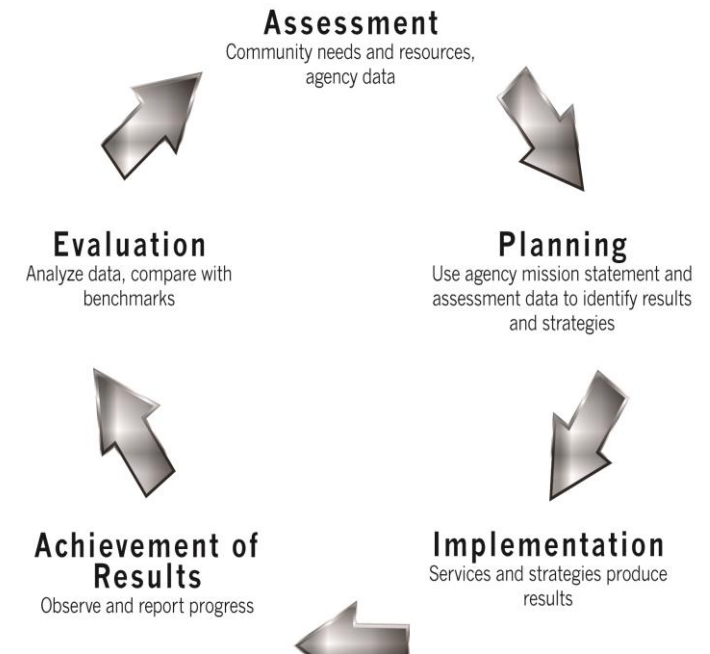 Assessment
Community needs and resources,
agency data
Planning
Use agency mission statement and
assessment data to identify results
and strategies
Implementation
Services and strategies produce
results
Achievement of
Results
Observe and report progress
Evaluation
Analyze data, compare with
benchmarks